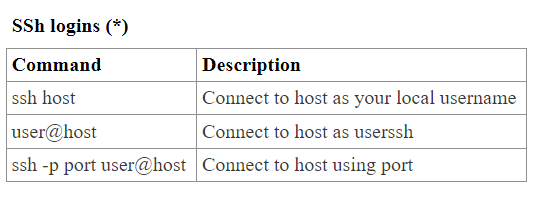 SSh logins (*)
Command Description
ssh host Connect to host as your local username
user@host Connect to host as userssh
ssh -p port user@host Connect to host using port